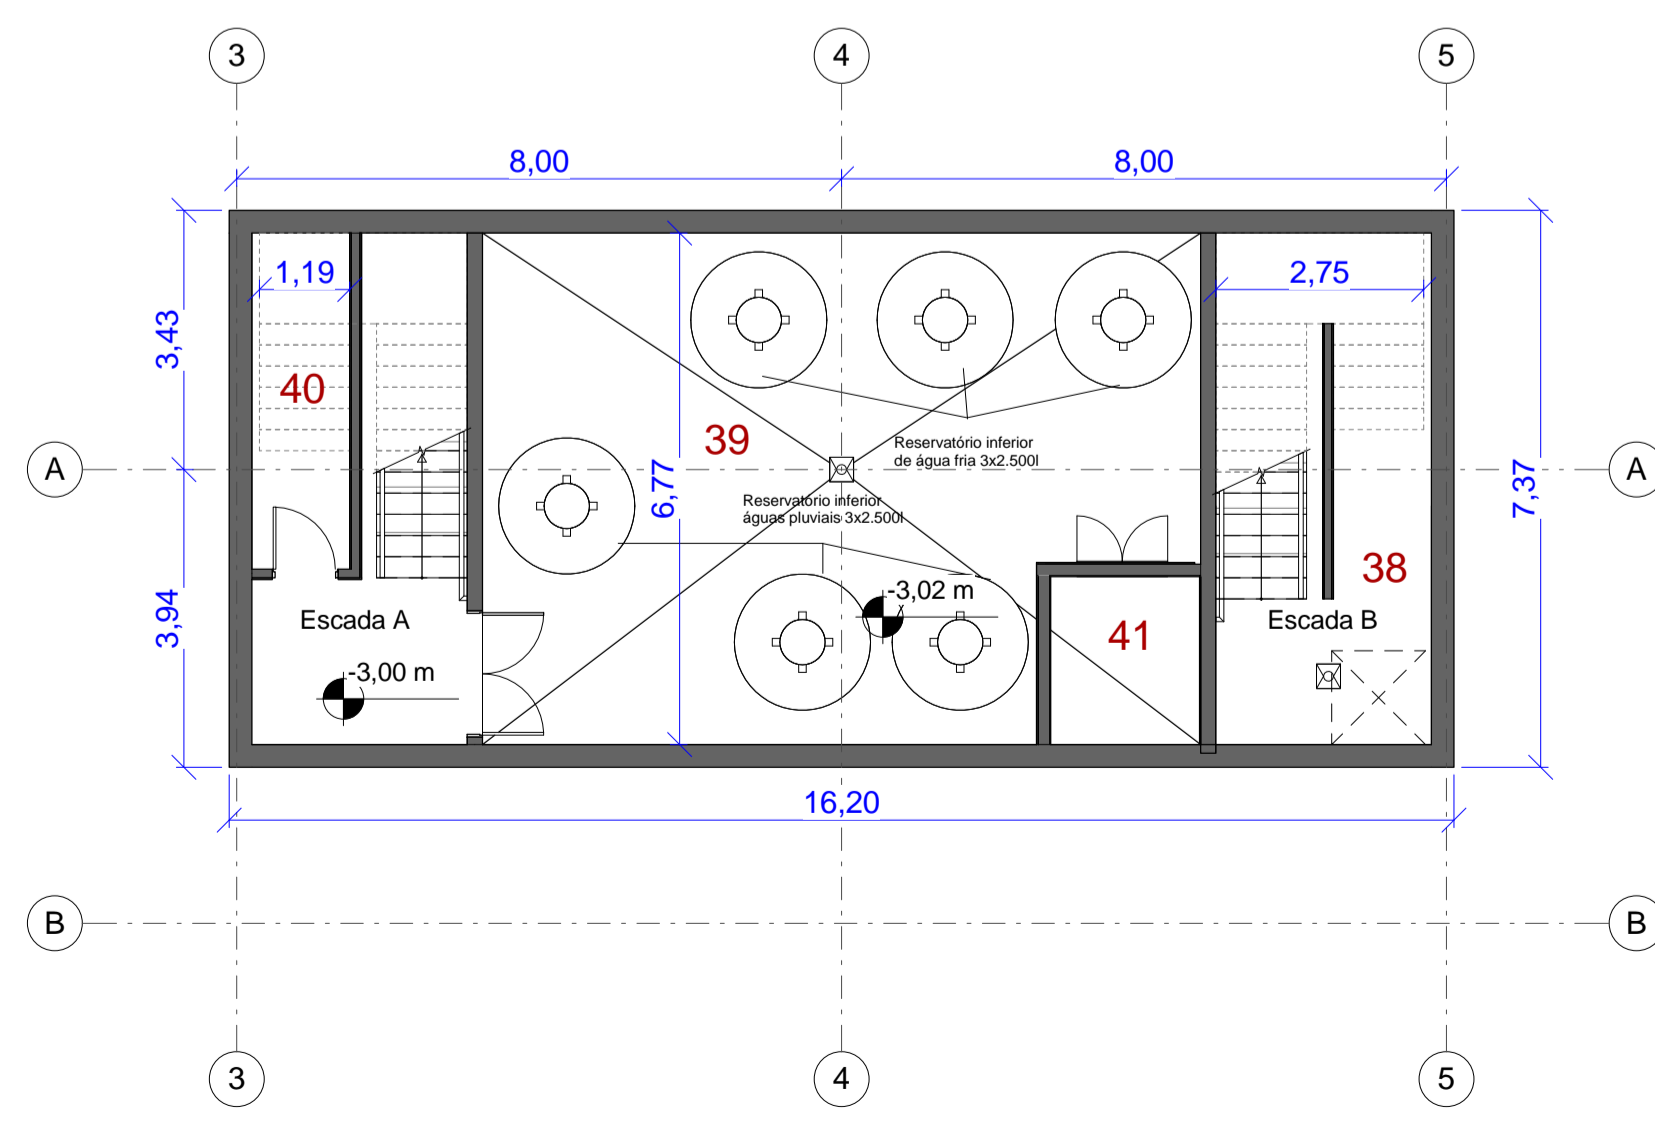 3
4
5
8,00
8,00
1,19
2,75
3,43
40
39
Reservatório inferior
de água fria 3x2.500l
A
A
6,77
7,37
Reservatório inferior
águas pluviais 3x2.500l
38
3,94
-3,02 m
Escada A
Escada B
41
-3,00 m
16,20
B
B
3
4
5